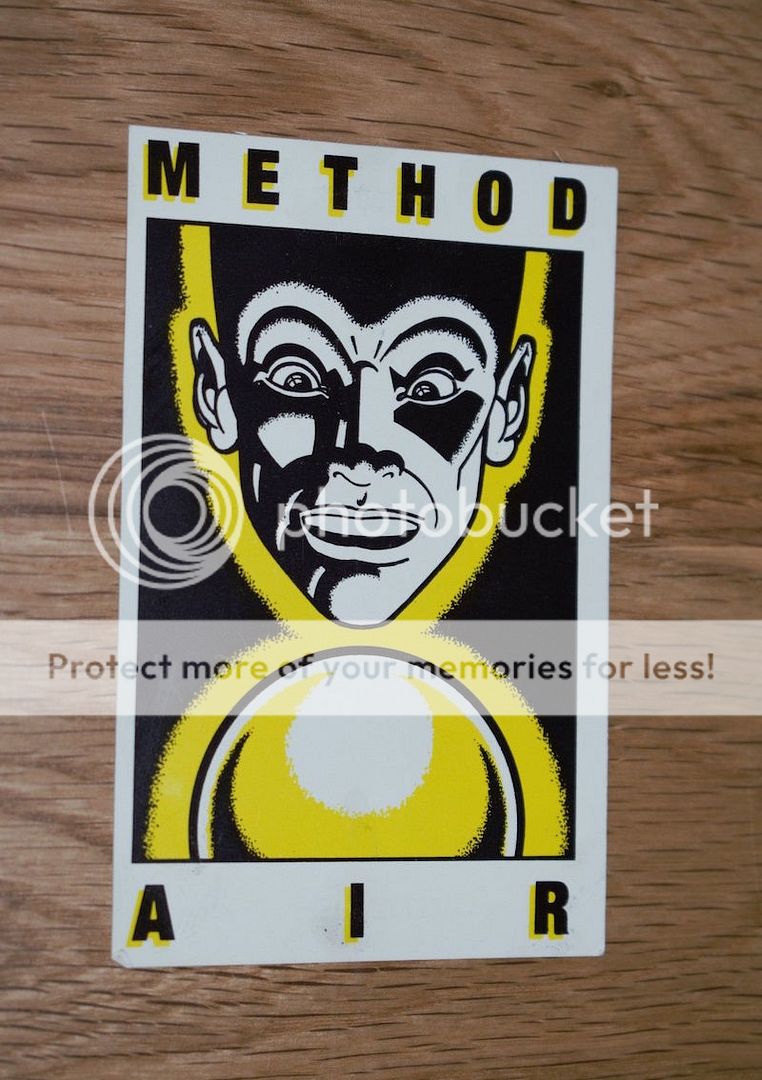 METHOD
photobucket
Protect more of your memories for less!
AIR